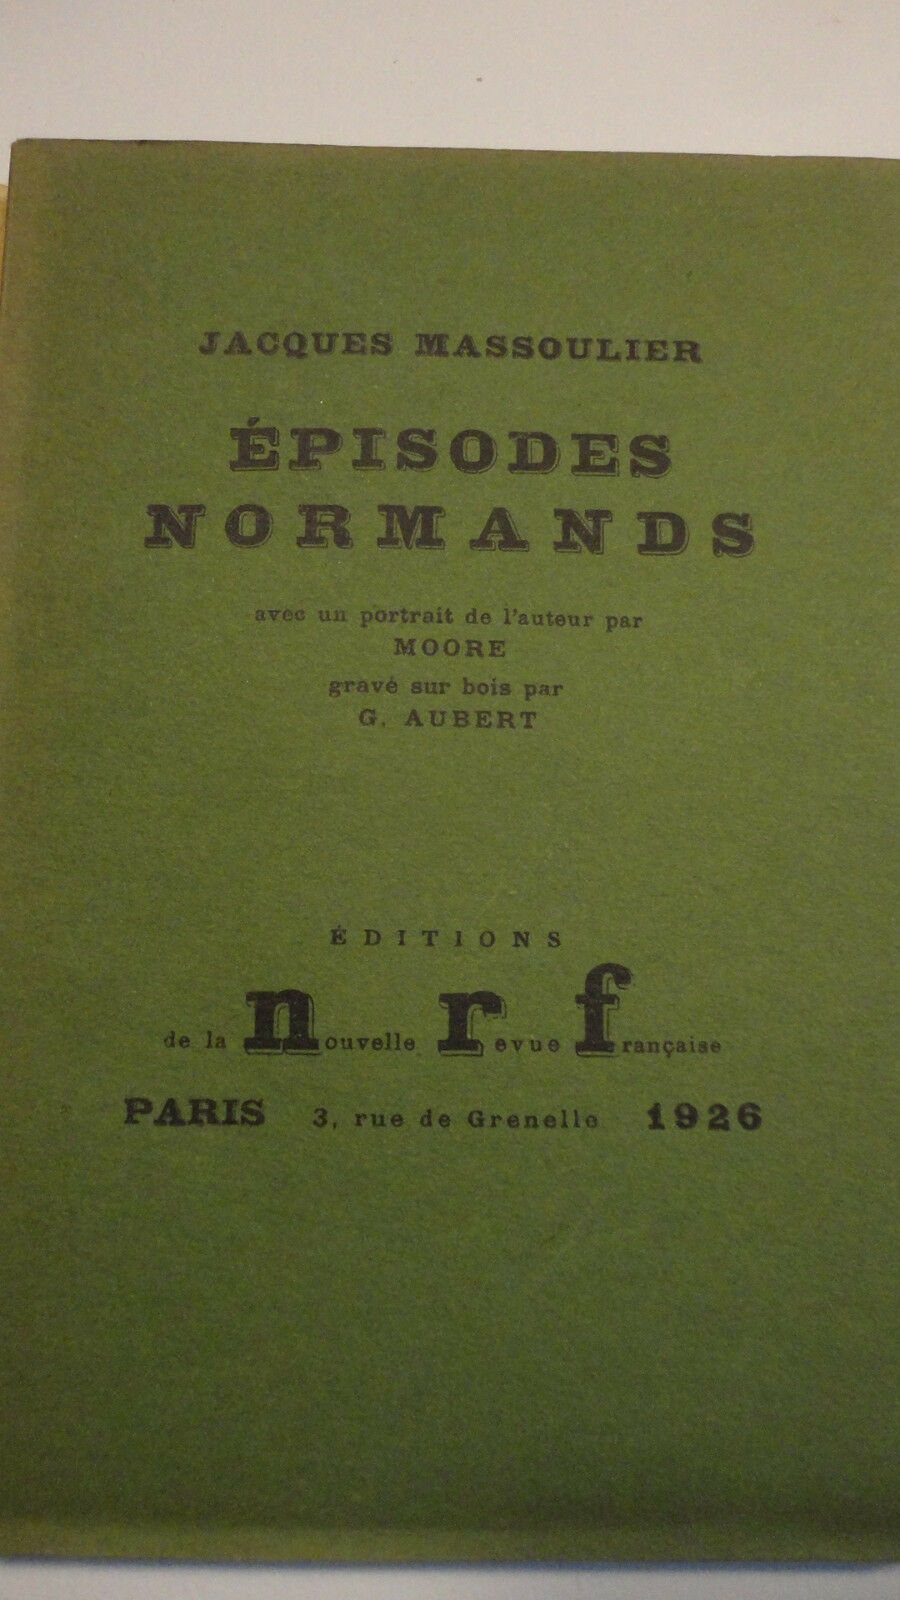 JACQUES MASSOULIER
ÉPISODES
NORMANDS
avec un portrait de l'auteur par
MOORE
gravé sur bois par
G. AUBERT
ÉDITIONS
de la nouvelle revue française
PARIS 3, rue de Grenelle 1926